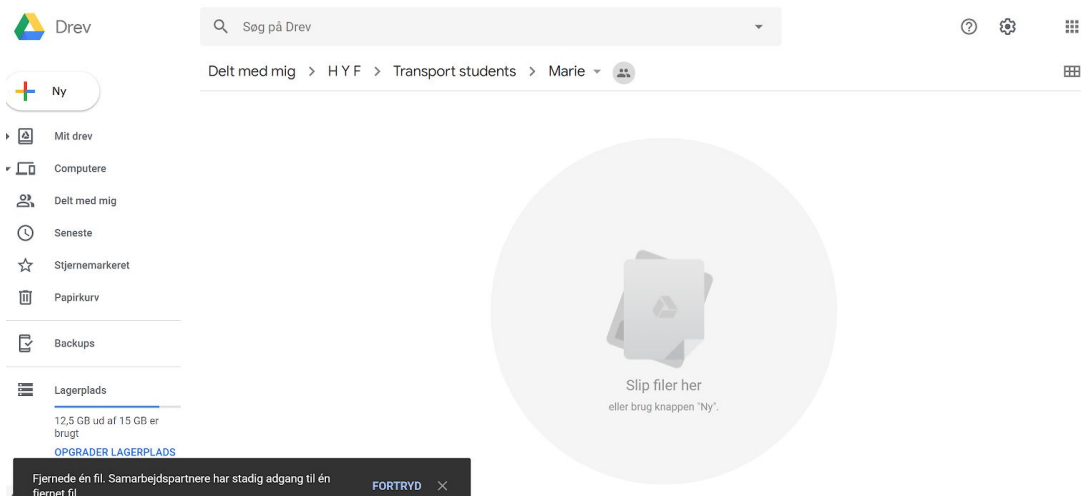 Drev
Søg på Drev
Delt med mig > H Y F > Transport students > Marie
Ny
Mit drev
Computere
Delt med mig
Seneste
Stjernemarkeret
Papirkurv
Backups
Lagerplads
12,5 GB ud af 15 GB er
brugt
OPGRADER LAGERPLADS
Slip filer her
eller brug knappen "Ny".
Fjernede én fil. Samarbejdspartnere har stadig adgang til én
fjernet fil.
FORTRYD